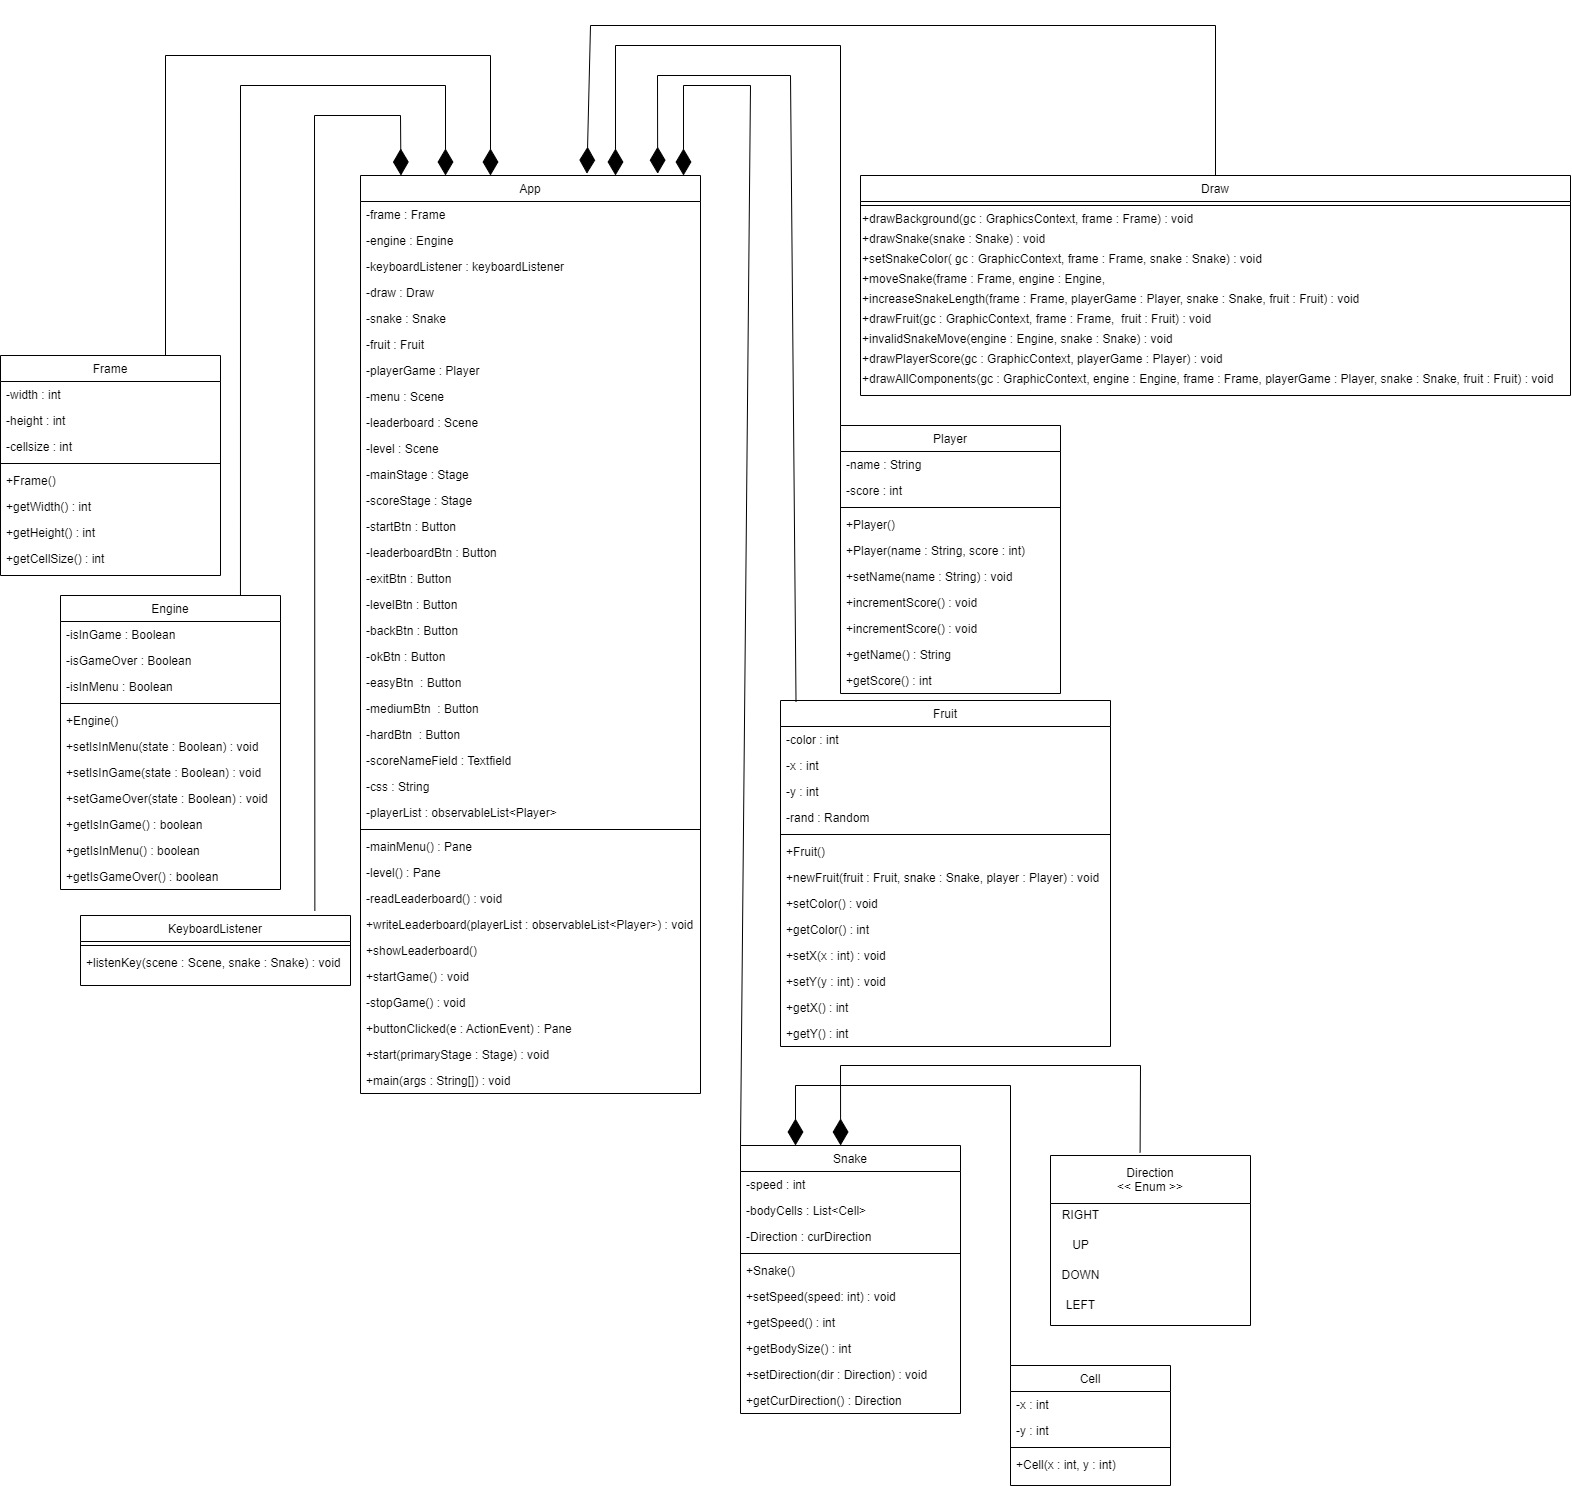 App
-frame : Frame
-engine : Engine
-keyboardListener : keyboardListener
-draw : Draw
-snake : Snake
-fruit : Fruit
-playerGame : Player
-menu : Scene
-leaderboard : Scene
-level : Scene
-mainStage : Stage
-scoreStage : Stage
-startBtn : Button
-leaderboardBtn : Button
-exitBtn : Button
-levelBtn : Button
-backBtn : Button
-okBtn : Button
-easyBtn  : Button
-mediumBtn  : Button
-hardBtn  : Button
-scoreNameField : Textfield
-css : String
-playerList : observableList<Player>
-mainMenu() : Pane
-level() : Pane
-readLeaderboard() : void
+writeLeaderboard(playerList : observableList<Player>) : void
+showLeaderboard()
+startGame() : void
-stopGame() : void
+buttonClicked(e : ActionEvent) : Pane
+start(primaryStage : Stage) : void
+main(args : String[]) : void
Draw
+drawBackground(gc : GraphicsContext, frame : Frame) : void
+drawSnake(snake : Snake) : void
+setSnakeColor( gc : GraphicContext, frame : Frame, snake : Snake) : void
+moveSnake(frame : Frame, engine : Engine,
+increaseSnakeLength(frame : Frame, playerGame : Player, snake : Snake, fruit : Fruit) : void
+drawFruit(gc : GraphicContext, frame : Frame,  fruit : Fruit) : void
+invalidSnakeMove(engine : Engine, snake : Snake) : void
+drawPlayerScore(gc : GraphicContext, playerGame : Player) : void
+drawAllComponents(gc : GraphicContext, engine : Engine, frame : Frame, playerGame : Player, snake : Snake, fruit : Fruit) : void
Frame
-width : int
-height : int
-cellsize : int
+Frame()
+getWidth() : int
+getHeight() : int
+getCellSize() : int
Player
-name : String
-score : int
+Player()
+Player(name : String, score : int)
+setName(name : String) : void
+incrementScore() : void
+incrementScore() : void
+getName() : String
+getScore() : int
Engine
-isInGame : Boolean
-isGameOver : Boolean
-isInMenu : Boolean
+Engine()
+setIsInMenu(state : Boolean) : void
+setIsInGame(state : Boolean) : void
+setGameOver(state : Boolean) : void
+getIsInGame() : boolean
+getIsInMenu() : boolean
+getIsGameOver() : boolean
Fruit
-color : int
-x : int
-y : int
-rand : Random
+Fruit()
+newFruit(fruit : Fruit, snake : Snake, player : Player) : void
+setColor() : void
+getColor() : int
+setX(x : int) : void
+setY(y : int) : void
+getX() : int
+getY() : int
KeyboardListener
+listenKey(scene : Scene, snake : Snake) : void
Snake
-speed : int
-bodyCells : List<Cell>
-Direction : curDirection
+Snake()
+setSpeed(speed: int) : void
+getSpeed() : int
+getBodySize() : int
+setDirection(dir : Direction) : void
+getCurDirection() : Direction
Direction
<< Enum >>
RIGHT
UP
DOWN
LEFT
Cell
-x : int
-y : int
+Cell(x : int, y : int)